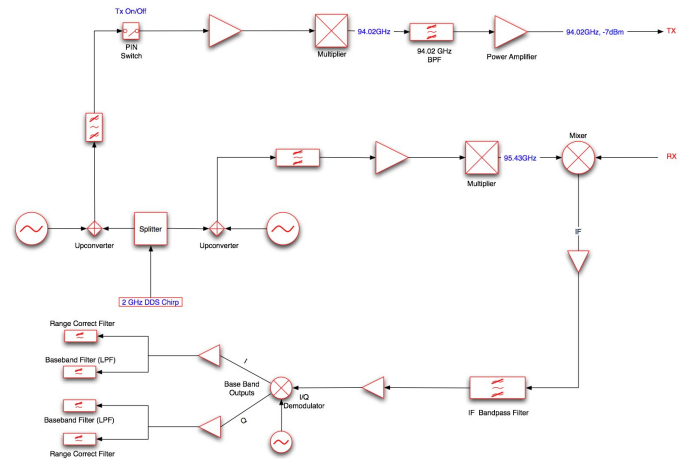 Tx On/Off
PIN
Switch
Multiplier
94.02GHz
94.02 GHz
BPF
Power Amplifier
94.02GHz, -7dBm
TX
Mixer
Multiplier
95.43GHz
RX
Upconverter
Splitter
Upconverter
IF
2 GHz DDS Chirp
Range Correct Filter
Baseband Filter (LPF)
I
Base Band
Outputs
I/Q
Demodulator
IF Bandpass Filter
Q
Baseband Filter (LPF)
Range Correct Filter